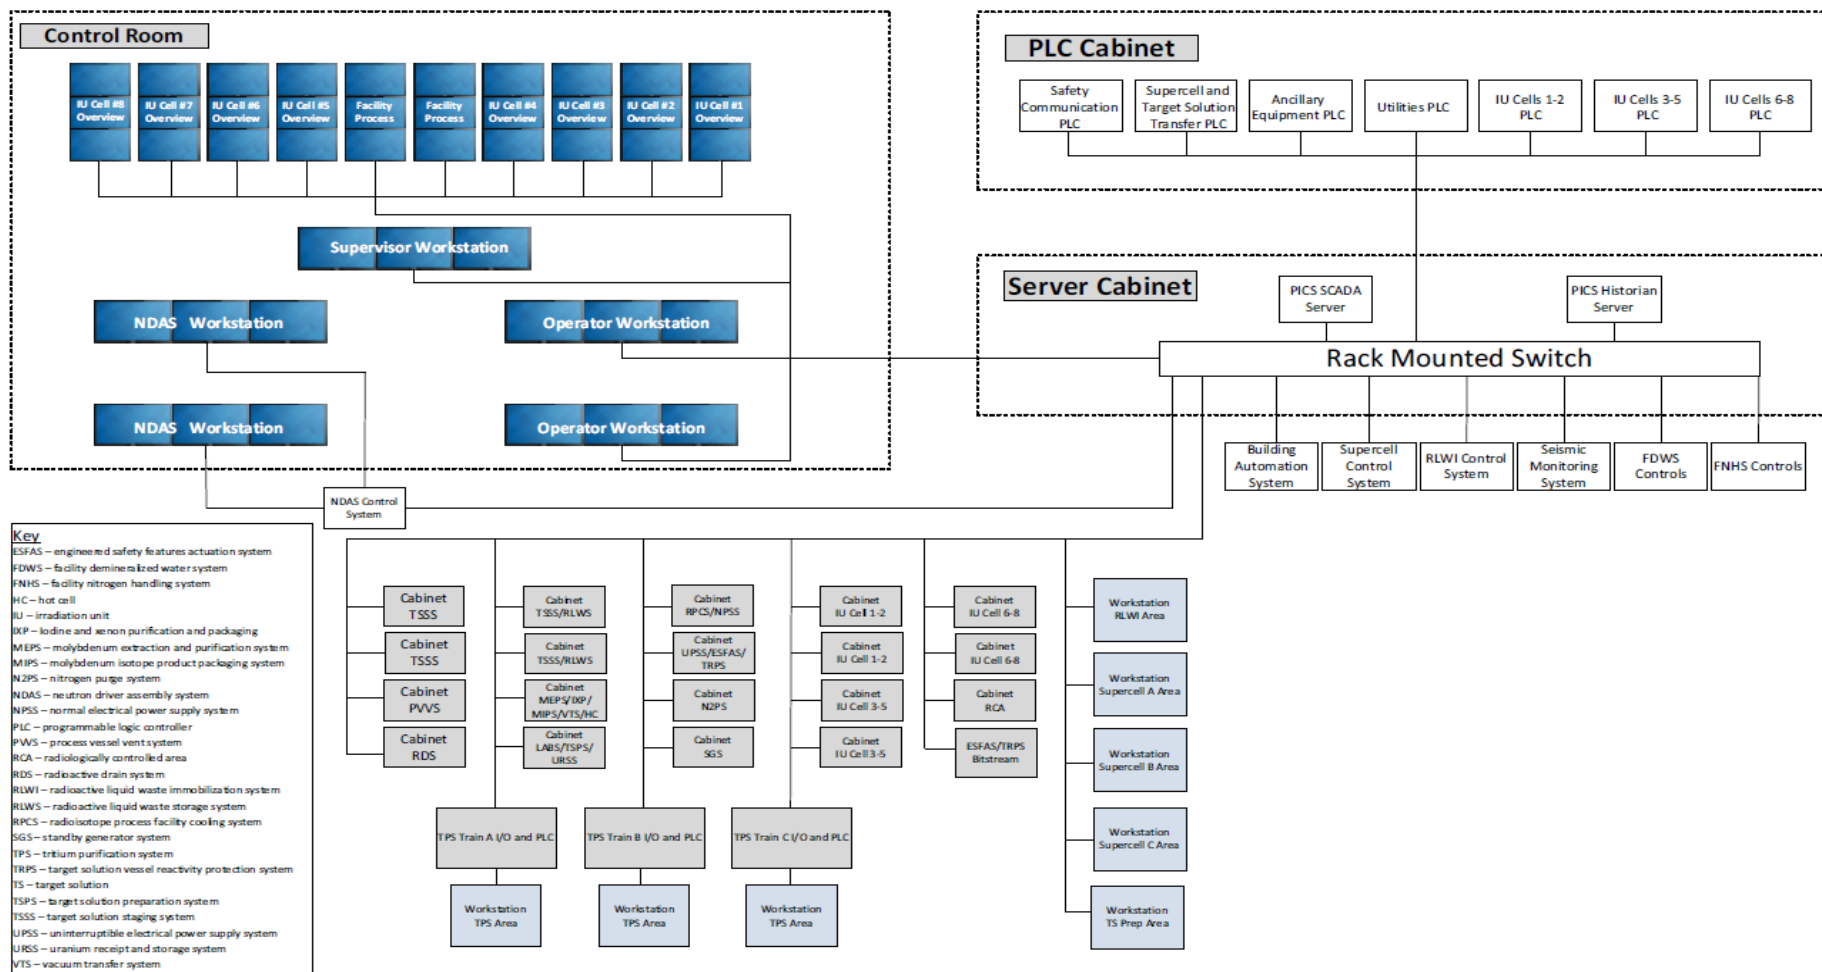 Control Room
IU Cell #8
Overview
IU Cell #7
Overview
IU Cell #6
Overview
IU Cell #5
Overview
Facility
Process
Facility
Process
IU Cell #4
Overview
IU Cell #3
Overview
IU Cell #2
Overview
IU Cell #1
Overview
Supervisor Workstation
NDAS Workstation
Operator Workstation
NDAS Workstation
Operator Workstation
NDAS Control
System
PLC Cabinet
Safety
Communication
PLC
Supercell and
Target Solution
Transfer PLC
Ancillary
Equipment PLC
Utilities PLC
IU Cells 1-2
PLC
IU Cells 3-5
PLC
IU Cells 6-8
PLC
Server Cabinet
PICS SCADA
Server
PICS Historian
Server
Rack Mounted Switch
Building
Automation
System
Supercell
Control
System
RLWI Control
System
Seismic
Monitoring
System
FDWS
Controls
FNHS Controls
Key
ESFAS – engineered safety features actuation system
FDWS – facility demineralized water system
FNHS – facility nitrogen handling system
HC – hot cell
IU – irradiation unit
IXP – Iodine and xenon purification and packaging
MEPS – molybdenum extraction and purification system
MIPS – molybdenum isotope product packaging system
N2PS – nitrogen purge system
NDAS – neutron driver assembly system
NPSS – normal electrical power supply system
PLC – programmable logic controller
PVVS – process vessel vent system
RCA – radiologically controlled area
RDS – radioactive drain system
RLWI – radioactive liquid waste immobilization system
RLWS – radioactive liquid waste storage system
RPCS – radioisotope process facility cooling system
SGS – standby generator system
TPS – tritium purification system
TRPS – target solution vessel reactivity protection system
TS – target solution
TSPS – target solution preparation system
TSSS – target solution staging system
UPSS – uninterruptible electrical power supply system
URSS – uranium receipt and storage system
VTS – vacuum transfer system
Cabinet
TSSS
Cabinet
TSSS
Cabinet
PVVS
Cabinet
RDS
Cabinet
TSSS/RLWS
Cabinet
TSSS/RLWS
Cabinet
MEPS/IXP/
MIPS/VTS/HC
Cabinet
LABS/TSPS/
URSS
Cabinet
RPCS/NPSS
Cabinet
UPSS/ESFAS/
TRPS
Cabinet
N2PS
Cabinet
SGS
Cabinet
IU Cell 1-2
Cabinet
IU Cell 1-2
Cabinet
IU Cell 3-5
Cabinet
IU Cell 3-5
Cabinet
IU Cell 6-8
Cabinet
IU Cell 6-8
Cabinet
RCA
ESFAS/TRPS
Bitstream
Workstation
RLWI Area
Workstation
Supercell A Area
Workstation
Supercell B Area
Workstation
Supercell C Area
Workstation
TS Prep Area
TPS Train A I/O and PLC
TPS Train B I/O and PLC
TPS Train C I/O and PLC
Workstation
TPS Area
Workstation
TPS Area
Workstation
TPS Area